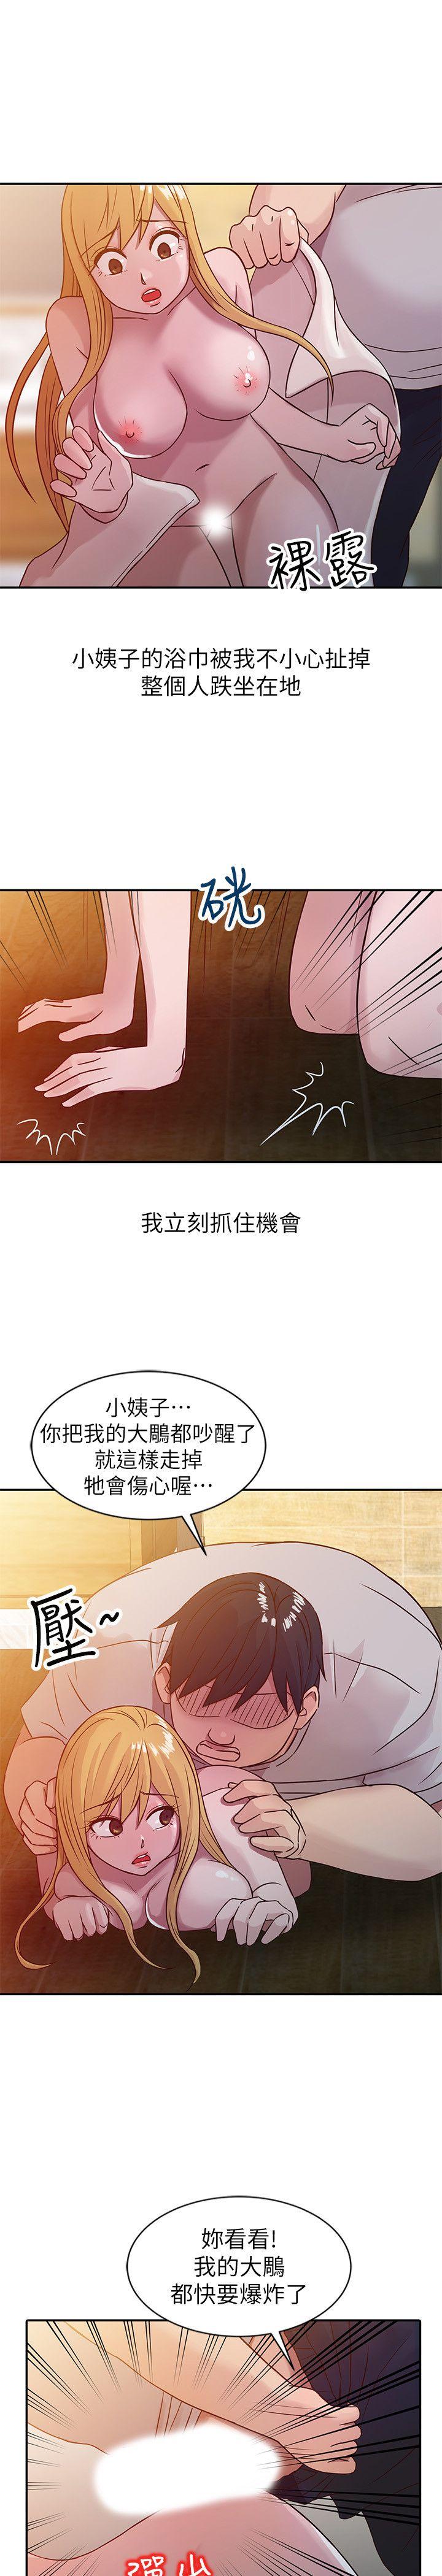 裸露
小姨子的浴巾被我不小心扯掉
整個人跌坐在地
硄
我立刻抓住機會
小姨子…
你把我的大鵰都吵醒了
就這樣走掉
牠會傷心喔…
壓~
妳看看!
我的大鵰
都快要爆炸了
彈出